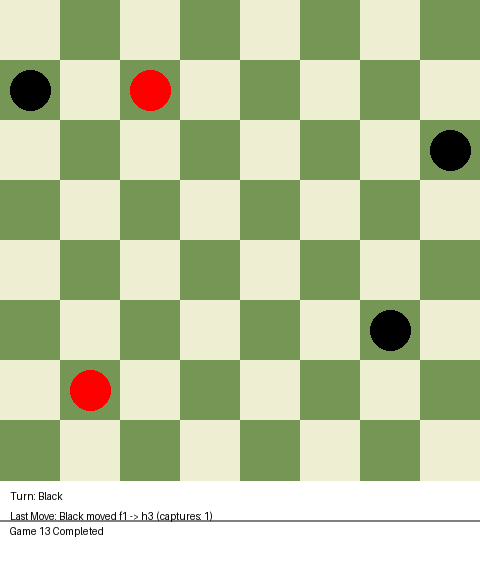 Turn: Black
Last Move: Black moved f1 -> h3 (captures: 1)
Game 13 Completed